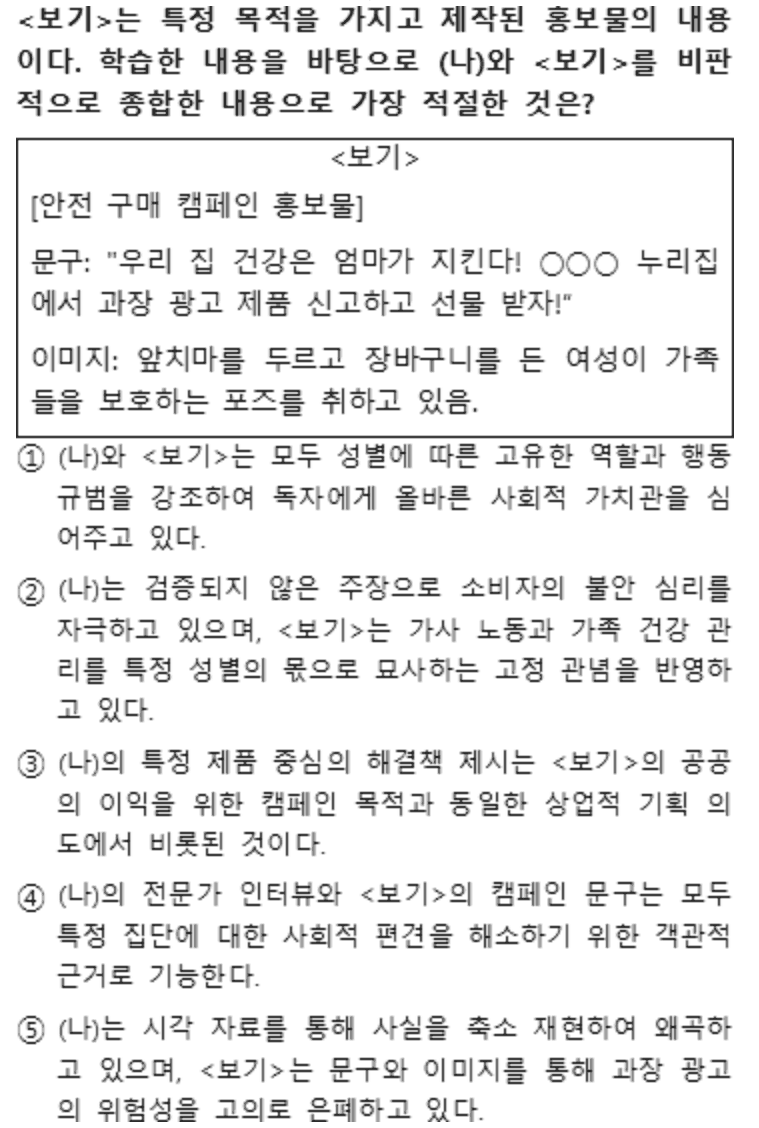 <보기>는 특정 목적을 가지고 제작된 홍보물의 내용
이다. 학습한 내용을 바탕으로 (나)와 <보기>를 비판
적으로 종합한 내용으로 가장 적절한 것은?
<보기>
[안전 구매 캠페인 홍보물]
문구: "우리 집 건강은 엄마가 지킨다! ○○○ 누리집
에서 과장 광고 제품 신고하고 선물 받자!"
이미지: 앞치마를 두르고 장바구니를 든 여성이 가족
들을 보호하는 포즈를 취하고 있음.
① (나)와 <보기>는 모두 성별에 따른 고유한 역할과 행동
규범을 강조하여 독자에게 올바른 사회적 가치관을 심
어주고 있다.
② (나)는 검증되지 않은 주장으로 소비자의 불안 심리를
자극하고 있으며, <보기>는 가사 노동과 가족 건강 관
리를 특정 성별의 몫으로 묘사하는 고정 관념을 반영하
고 있다.
③ (나)의 특정 제품 중심의 해결책 제시는 <보기>의 공공
의 이익을 위한 캠페인 목적과 동일한 상업적 기획 의
도에서 비롯된 것이다.
④ (나)의 전문가 인터뷰와 <보기>의 캠페인 문구는 모두
특정 집단에 대한 사회적 편견을 해소하기 위한 객관적
근거로 기능한다.
⑤ (나)는 시각 자료를 통해 사실을 축소 재현하여 왜곡하
고 있으며, <보기>는 문구와 이미지를 통해 과장 광고
의 위험성을 고의로 은폐하고 있다.